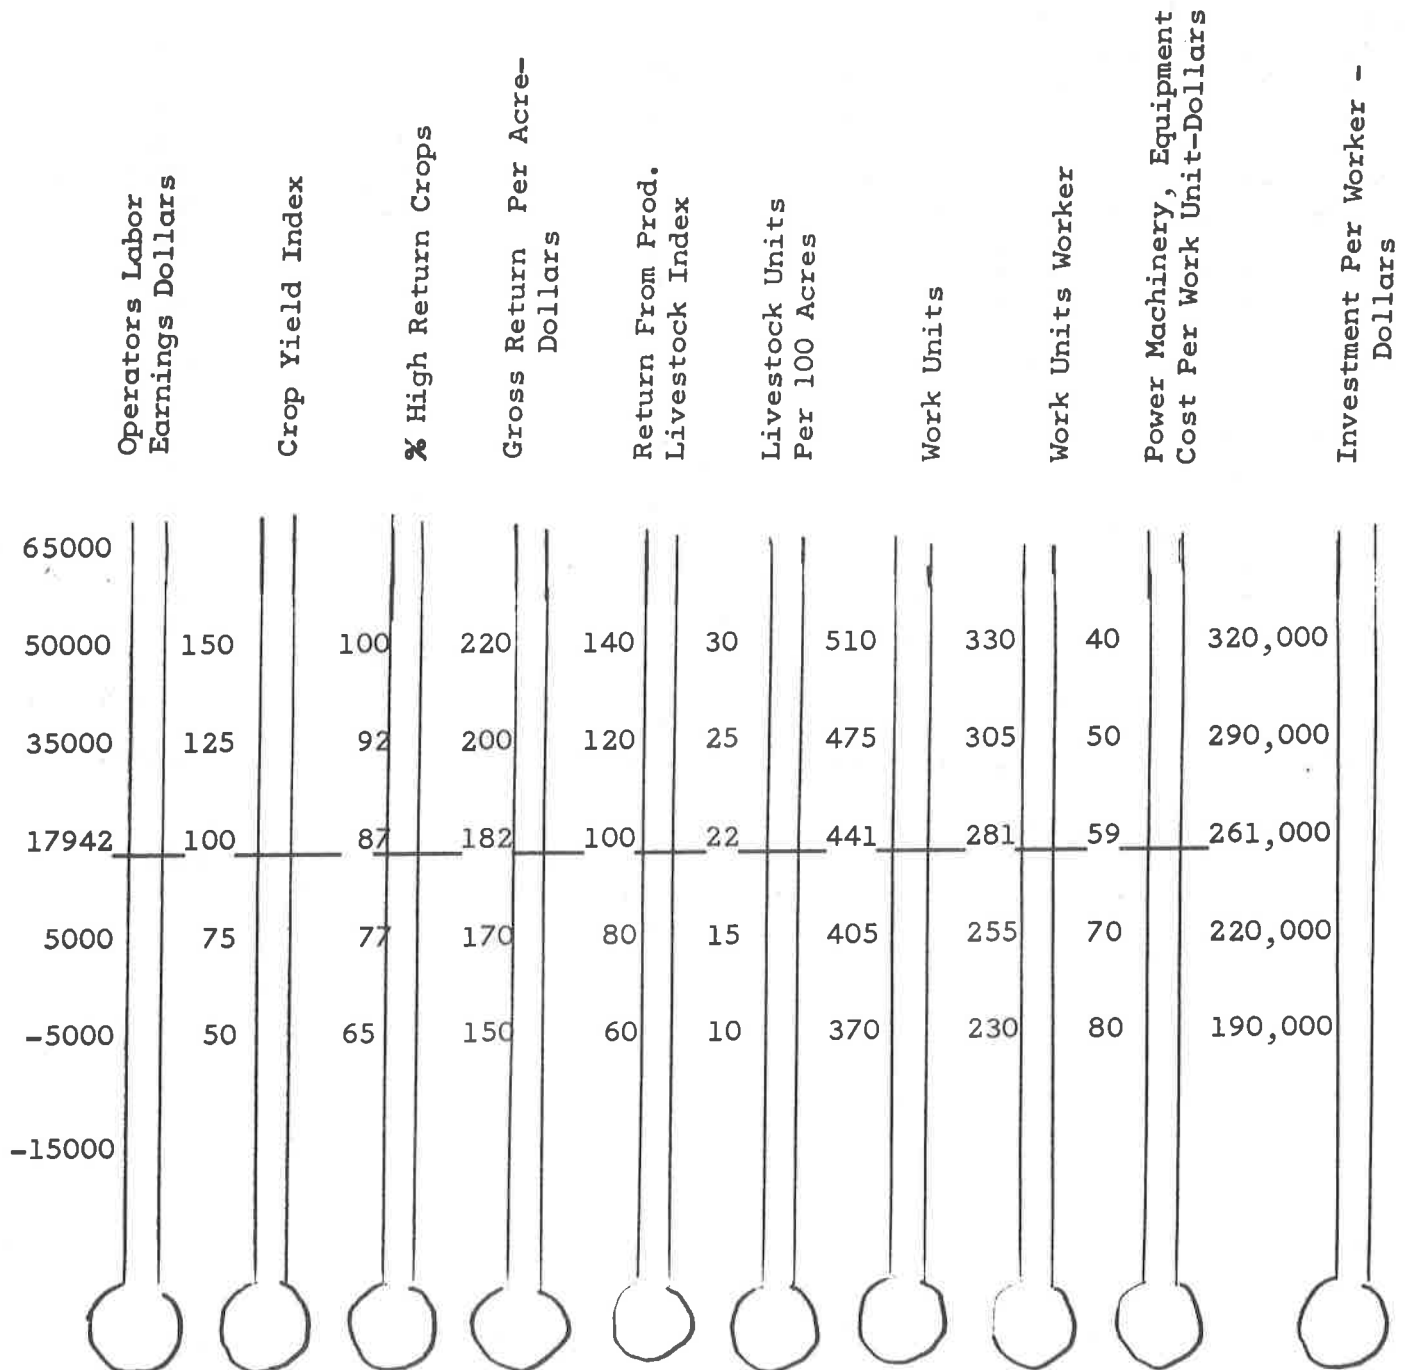 Operators Labor
Earnings Dollars
Crop Yield Index
% High Return Crops
Gross Return Per Acre-
Dollars
Return From Prod.
Livestock Index
Livestock Units
Per 100 Acres
Work Units
Work Units Worker
Power Machinery, Equipment
Cost Per Work Unit-Dollars
Investment Per Worker -
Dollars
65000
50000 150 100 220 140 30 510 330 40 320,000
35000 125 92 200 120 25 475 305 50 290,000
17942 100 87 182 100 22 441 281 59 261,000
5000 75 77 170 80 15 405 255 70 220,000
-5000 50 65 150 60 10 370 230 80 190,000
-15000